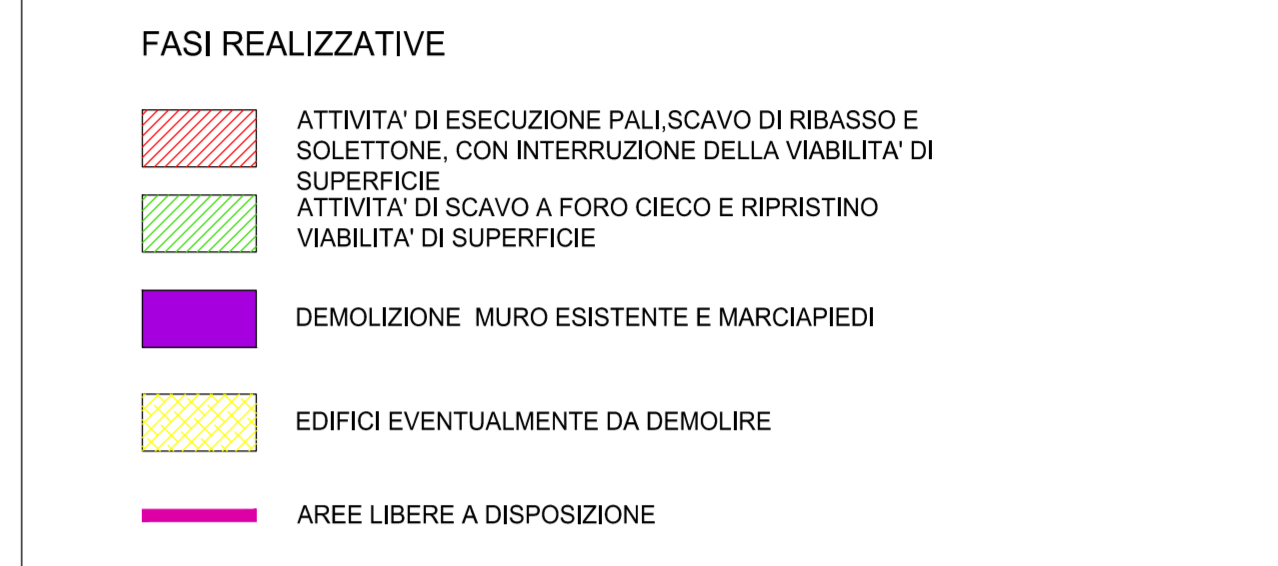 FASI REALIZZATIVE
ATTIVITA' DI ESECUZIONE PALI,SCAVO DI RIBASSO E
SOLETTONE, CON INTERRUZIONE DELLA VIABILITA' DI
SUPERFICIE
ATTIVITA' DI SCAVO A FORO CIECO E RIPRISTINO
VIABILITA' DI SUPERFICIE
DEMOLIZIONE MURO ESISTENTE E MARCIAPIEDI
EDIFICI EVENTUALMENTE DA DEMOLIRE
AREE LIBERE A DISPOSIZIONE